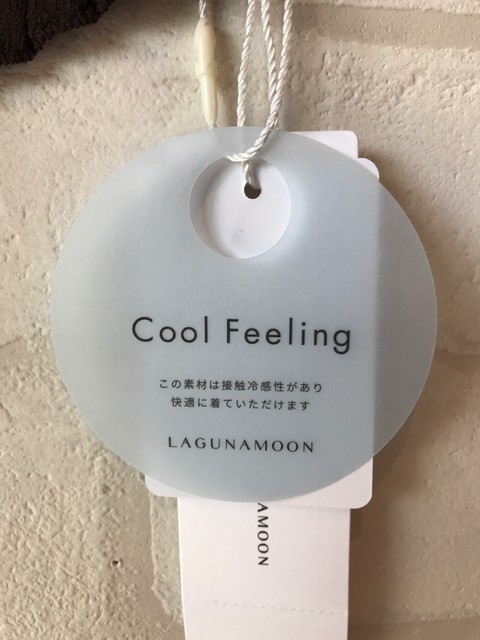 Cool Feeling
この素材は接触冷感性があり
快適に着ていただけます
LAGUNAMOON
AMOON